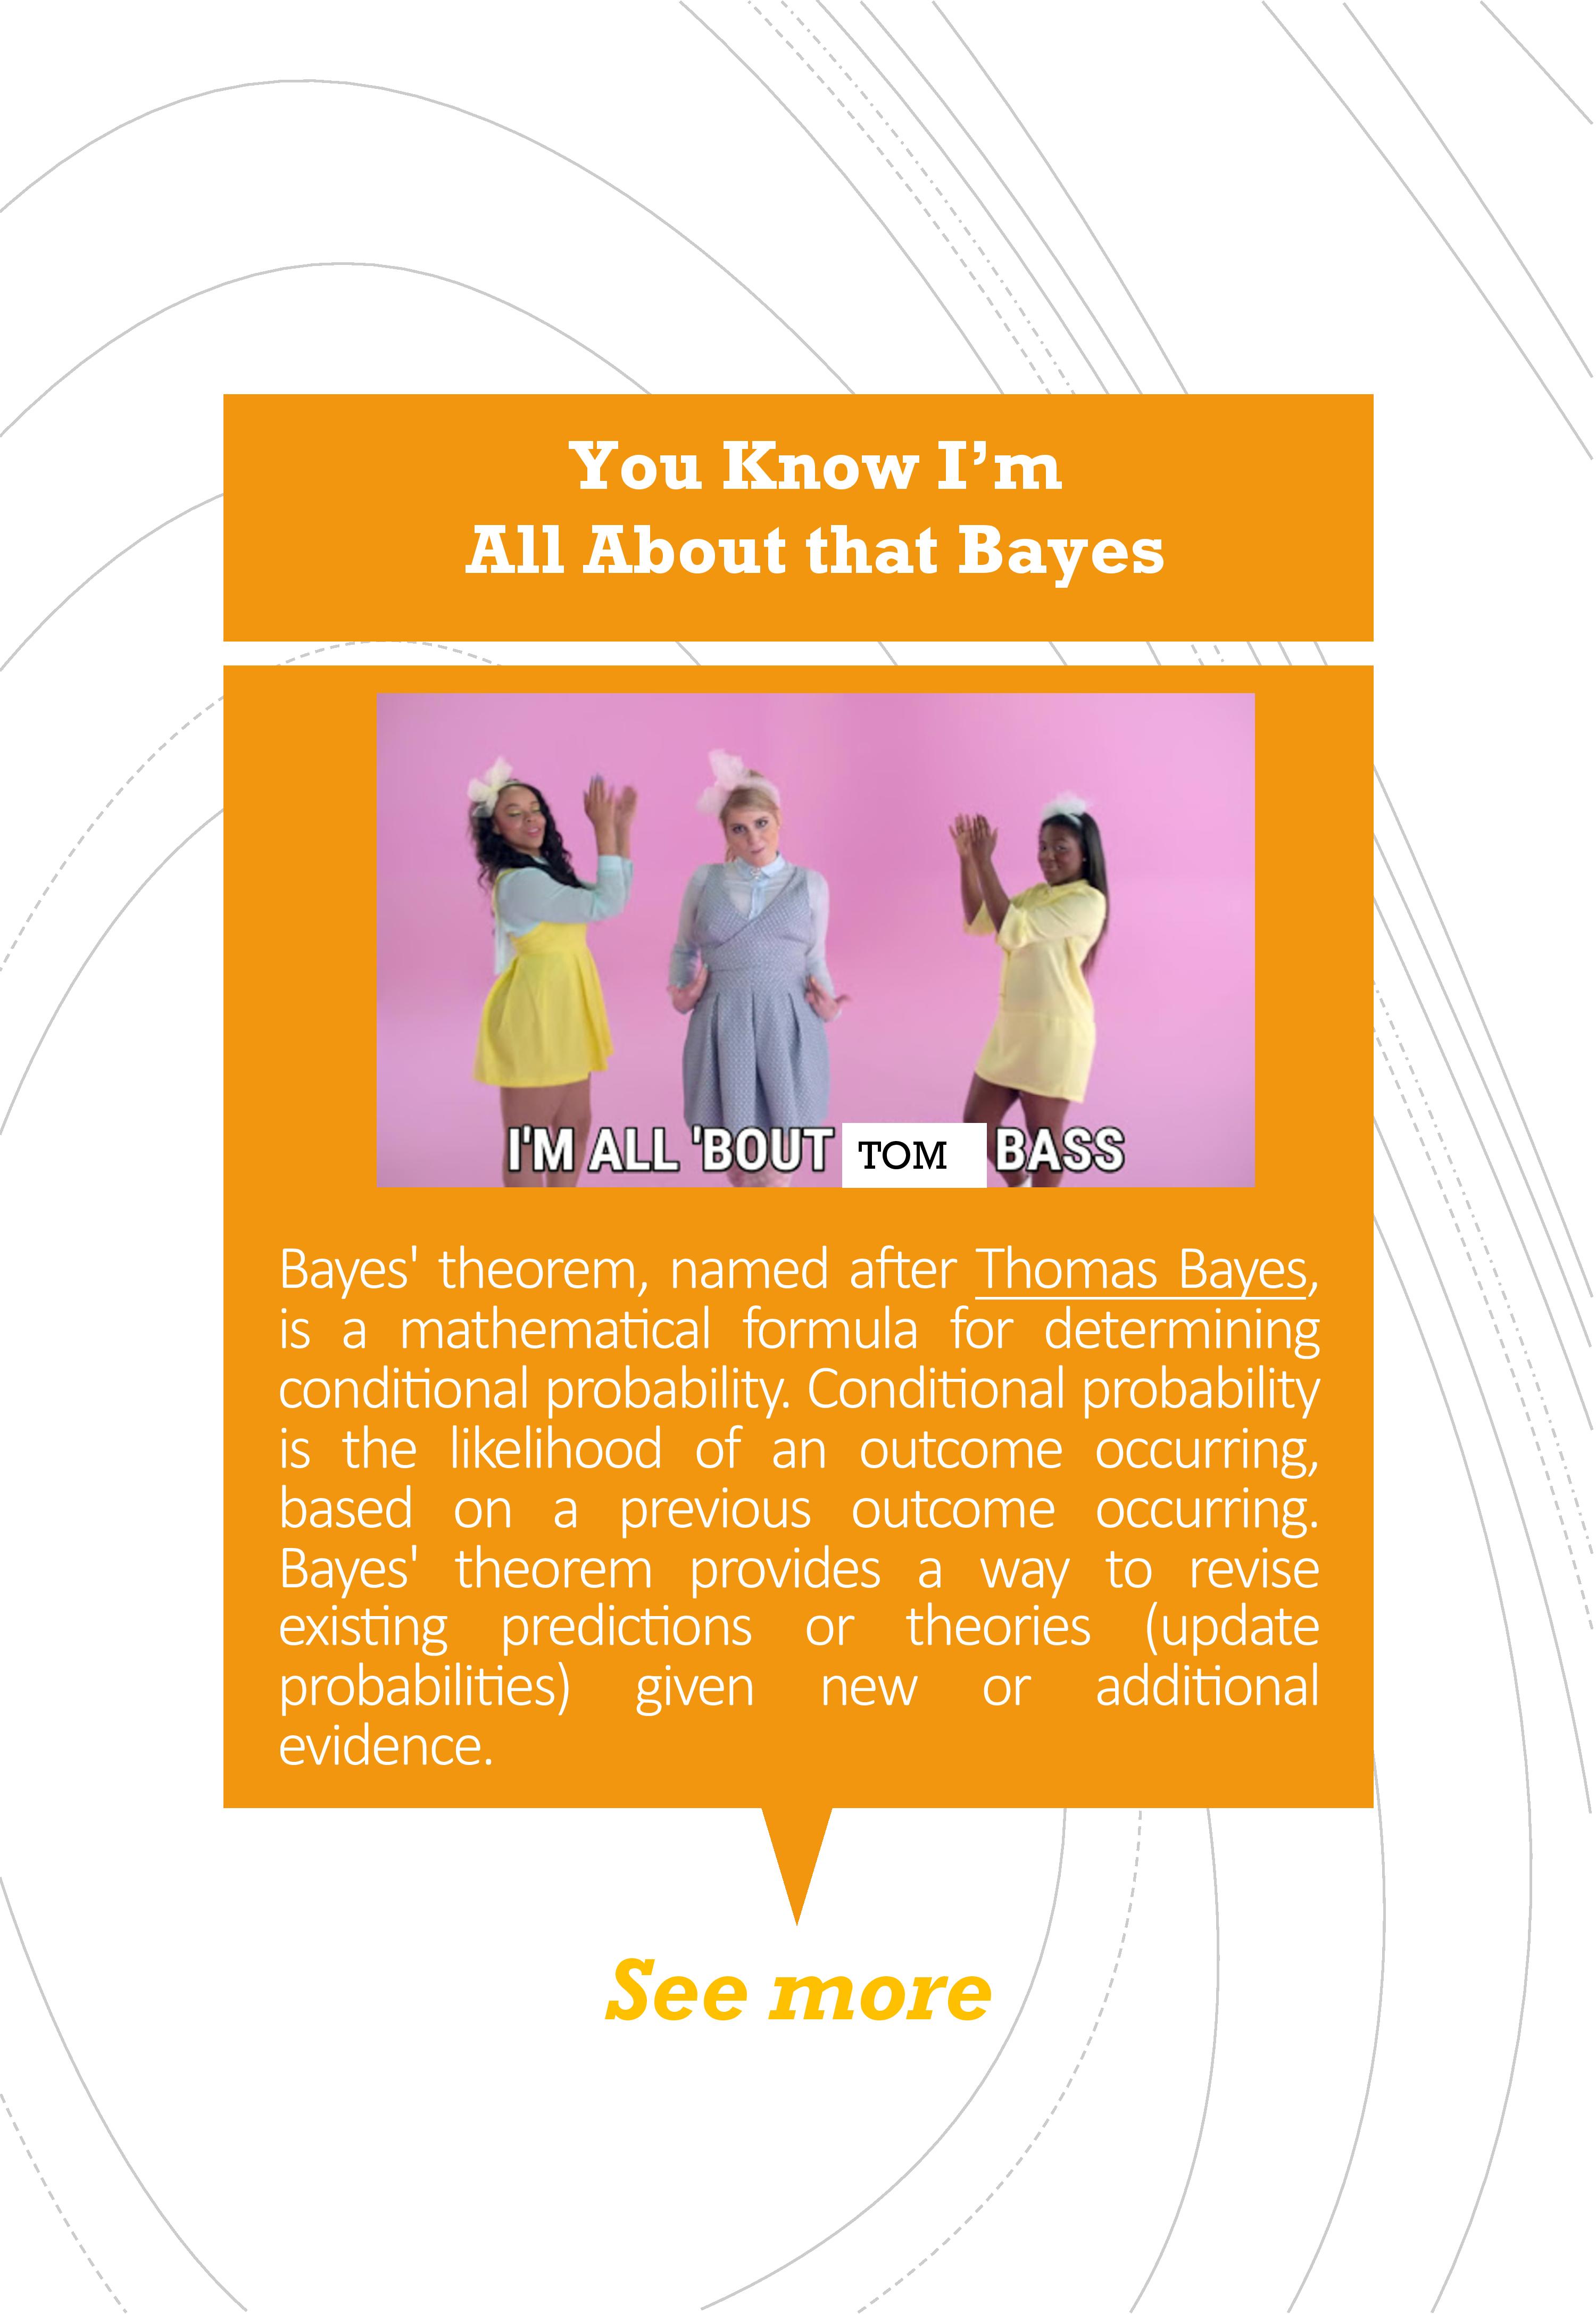 You Know I’m
All About that Bayes
I'M ALL 'BOUT TOM BASS
Bayes' theorem, named after Thomas Bayes,
is a mathematical formula for determining
conditional probability. Conditional probability
is the likelihood of an outcome occurring,
based on a previous outcome occurring.
Bayes' theorem provides a way to revise
existing predictions or theories (update
probabilities) given new or additional
evidence.
See more